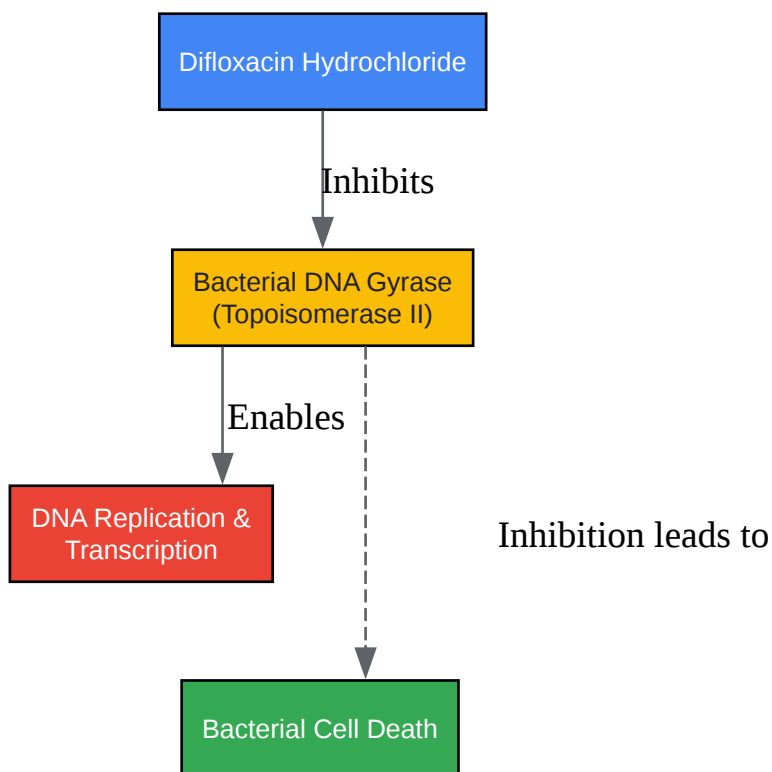 Difloxacin Hydrochloride
Inhibits
Bacterial DNA Gyrase
(Topoisomerase II)
Enables
DNA Replication &
Transcription
Inhibition leads to
Bacterial Cell Death